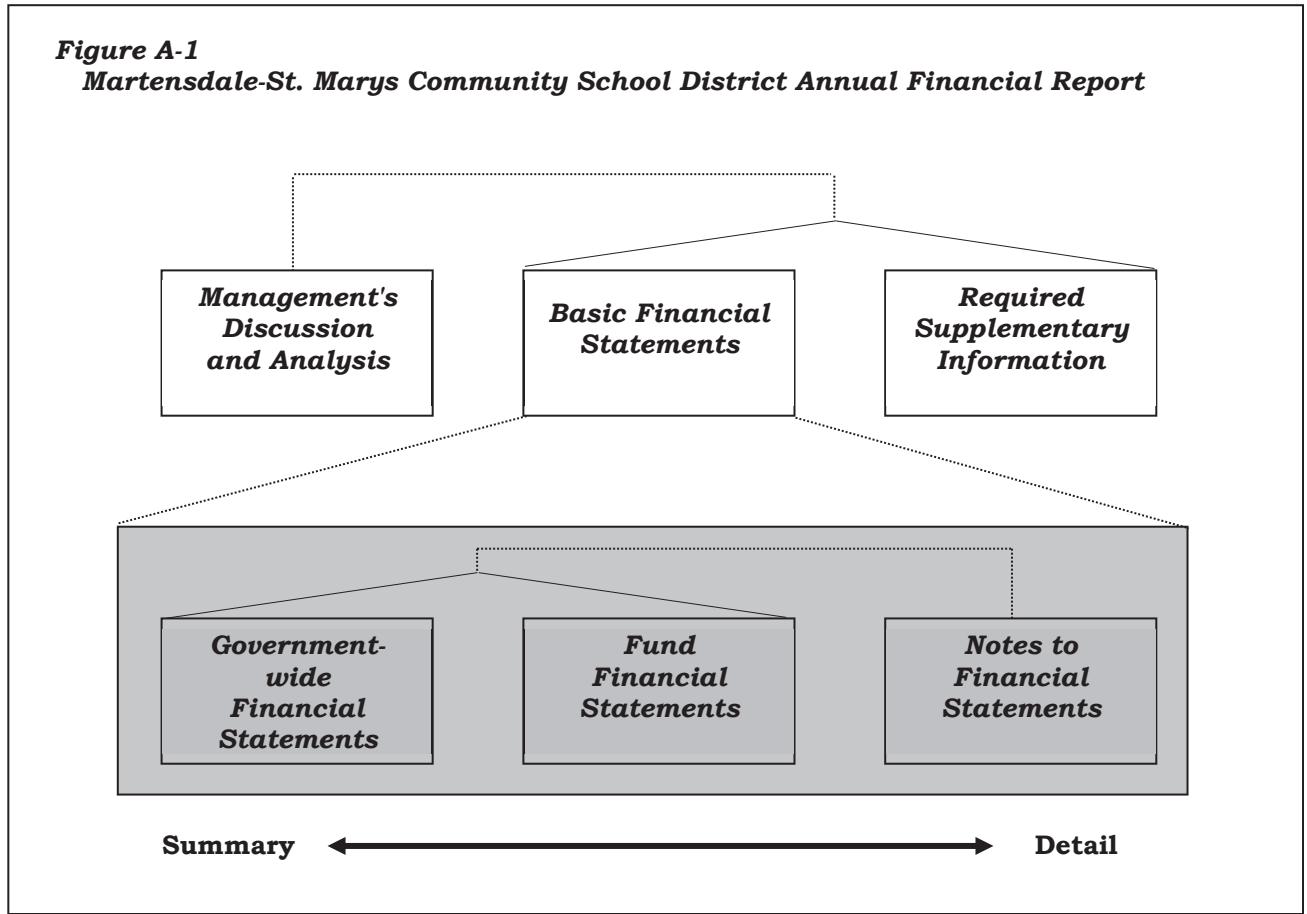 Figure A-1
Martensdale-St. Marys Community School District Annual Financial Report
Management's
Discussion
and Analysis
Basic Financial
Statements
Required
Supplementary
Information
Government-
wide
Financial
Statements
Fund
Financial
Statements
Notes to
Financial
Statements
Summary
Detail